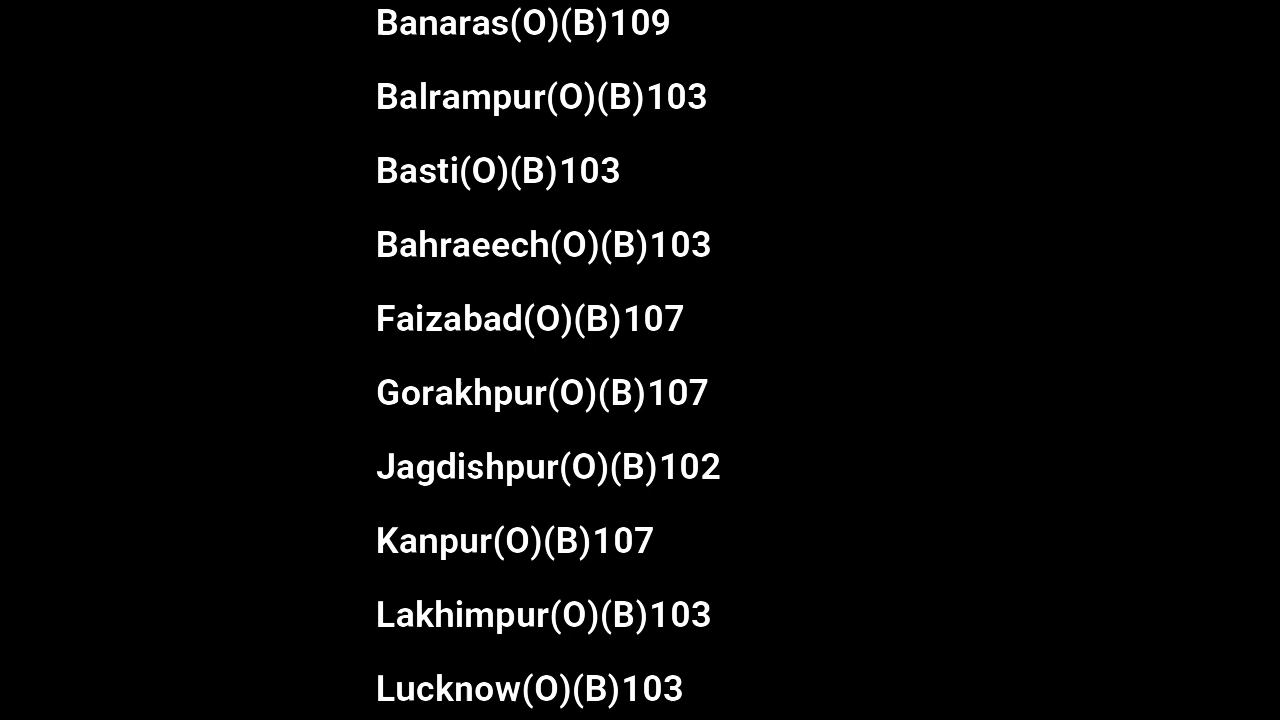 Banaras(O)(B)109
Balrampur(O)(B)103
Basti(O)(B)103
Bahraeech(O)(B)103
Faizabad(O)(B)107
Gorakhpur(O)(B)107
Jagdishpur(O)(B)102
Kanpur(O)(B)107
Lakhimpur(O)(B)103
Lucknow(O)(B)103